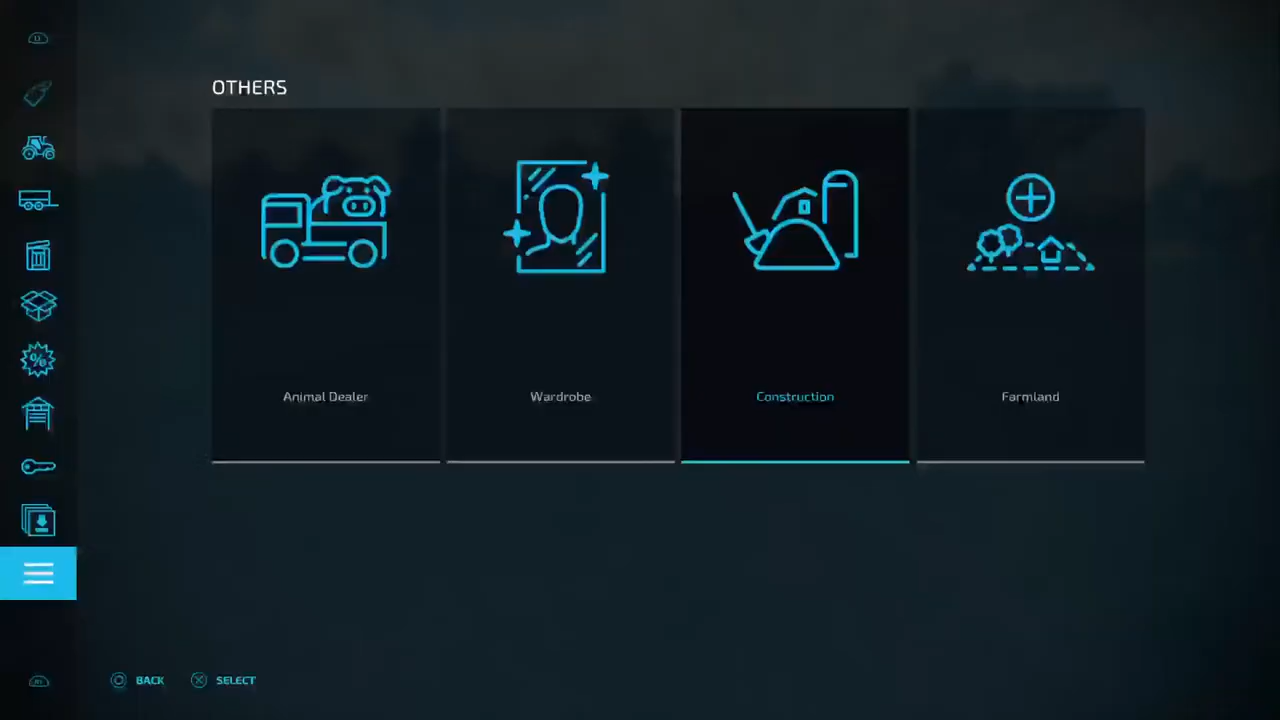 OTHERS
Animal Dealer
Wardrobe
Construction
Farmland
BACK
SELECT